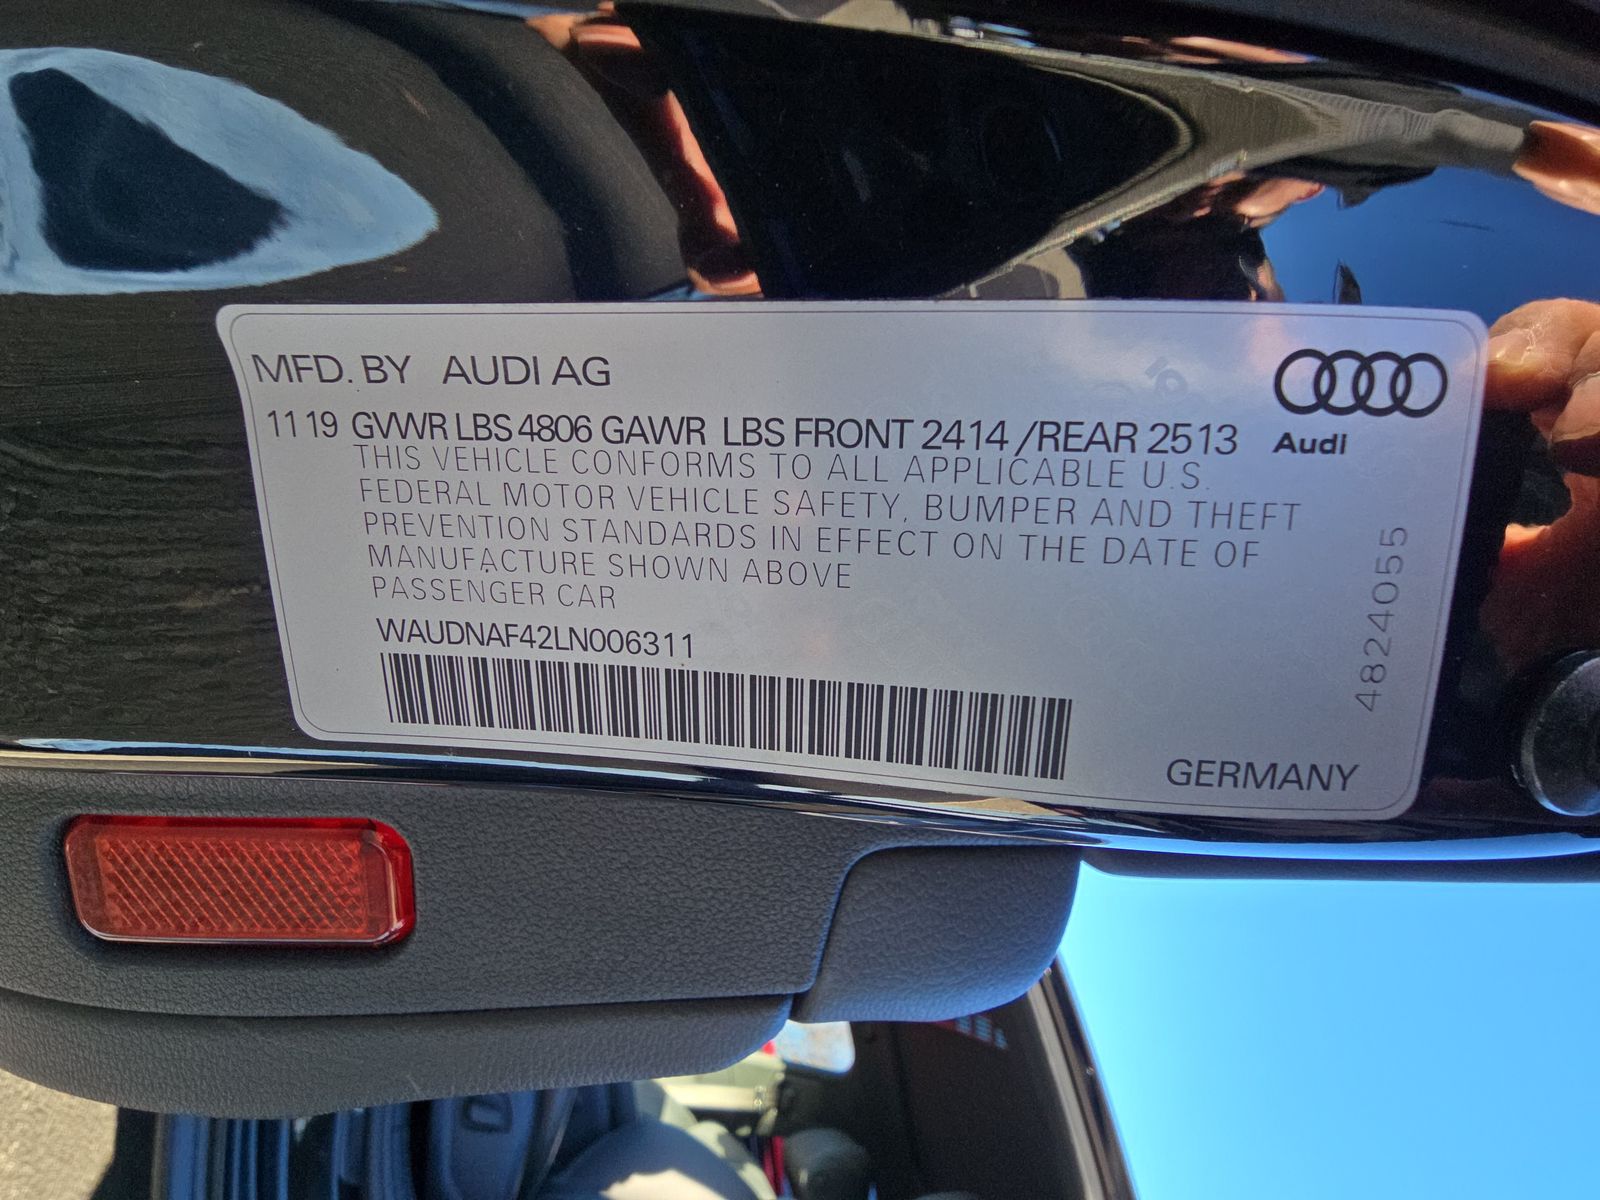 MFD. BY AUDI AG
11 19 GVWR LBS 4806 GAWR LBS FRONT 2414 /REAR 2513
Audi
THIS VEHICLE CONFORMS TO ALL APPLICABLE U.S.
FEDERAL MOTOR VEHICLE SAFETY, BUMPER AND THEFT
PREVENTION STANDARDS IN EFFECT ON THE DATE OF
MANUFACTURE SHOWN ABOVE
PASSENGER CAR
WAUDNAF42LN006311
4824055
GERMANY